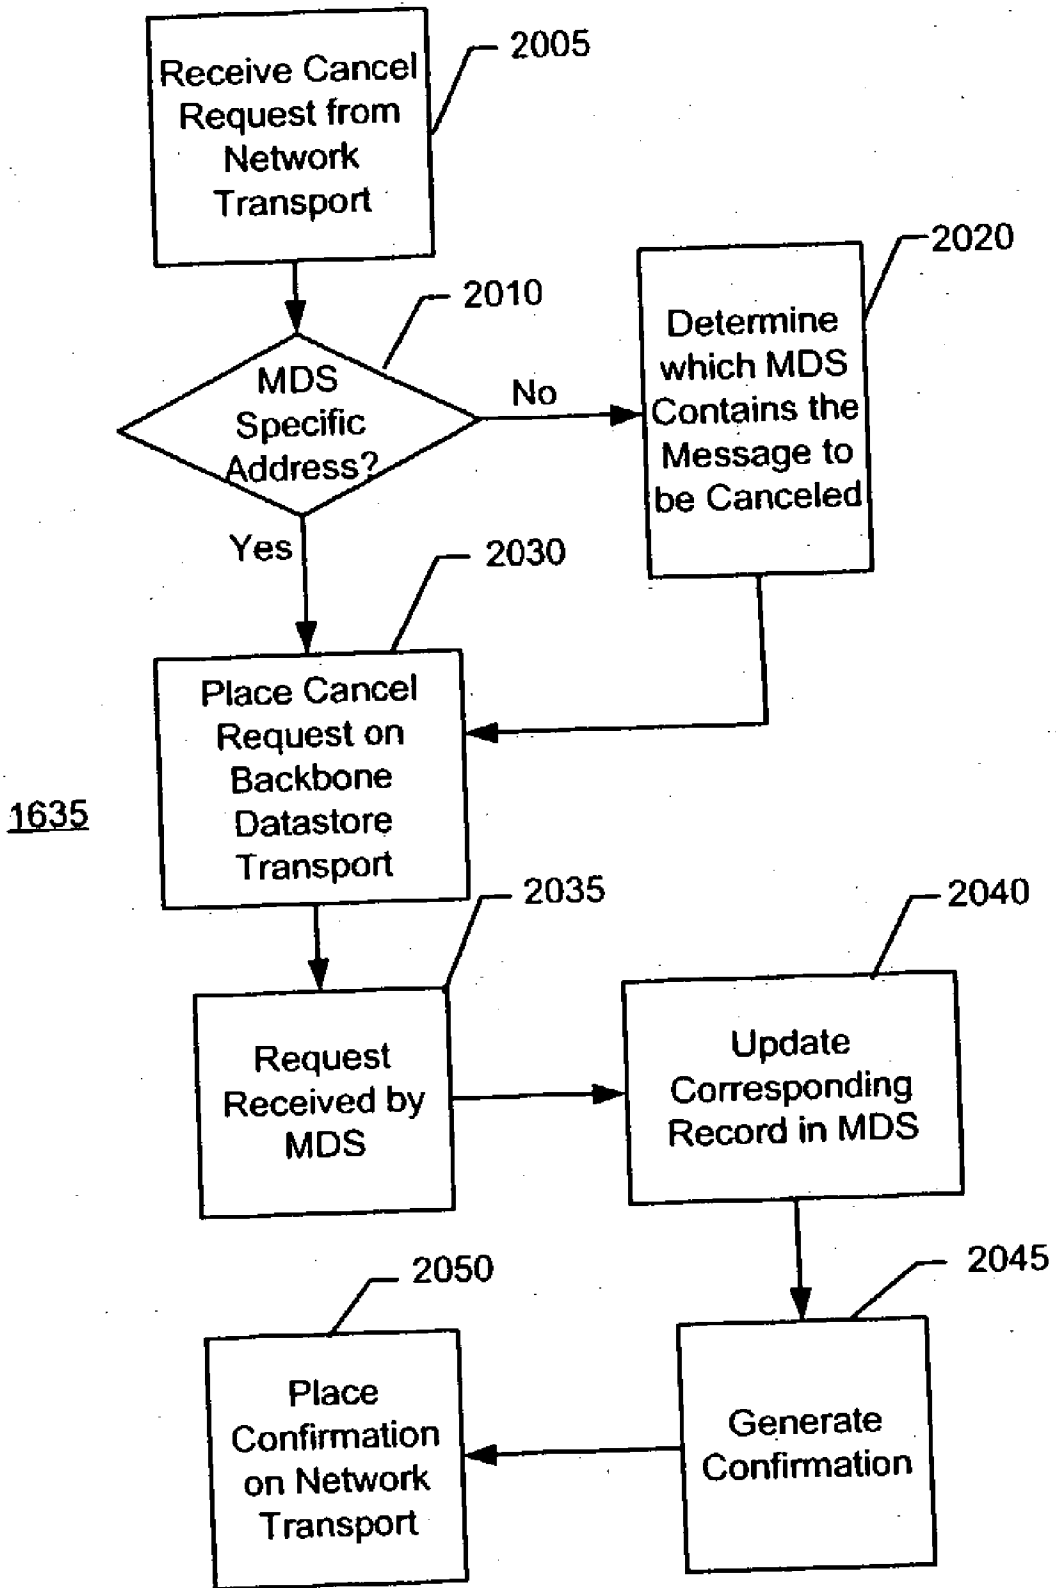 2005
Receive Cancel
Request from
Network
Transport
2010
MDS
Specific
Address?
No
Yes
2020
Determine
which MDS
Contains the
Message to
be Canceled
2030
Place Cancel
Request on
Backbone
Datastore
Transport
1635
2035
Request
Received by
MDS
2040
Update
Corresponding
Record in MDS
2045
Generate
Confirmation
2050
Place
Confirmation
on Network
Transport